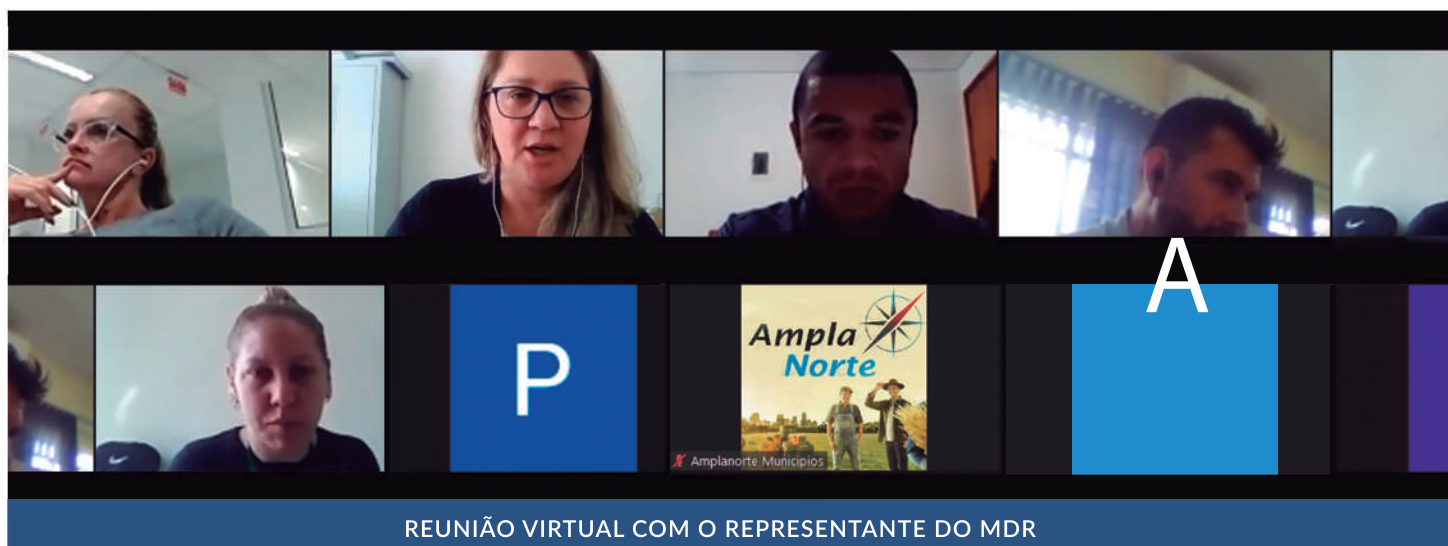 A
P
Ampla
Norte
Amplanorte Municipios
REUNIÃO VIRTUAL COM O REPRESENTANTE DO MDR